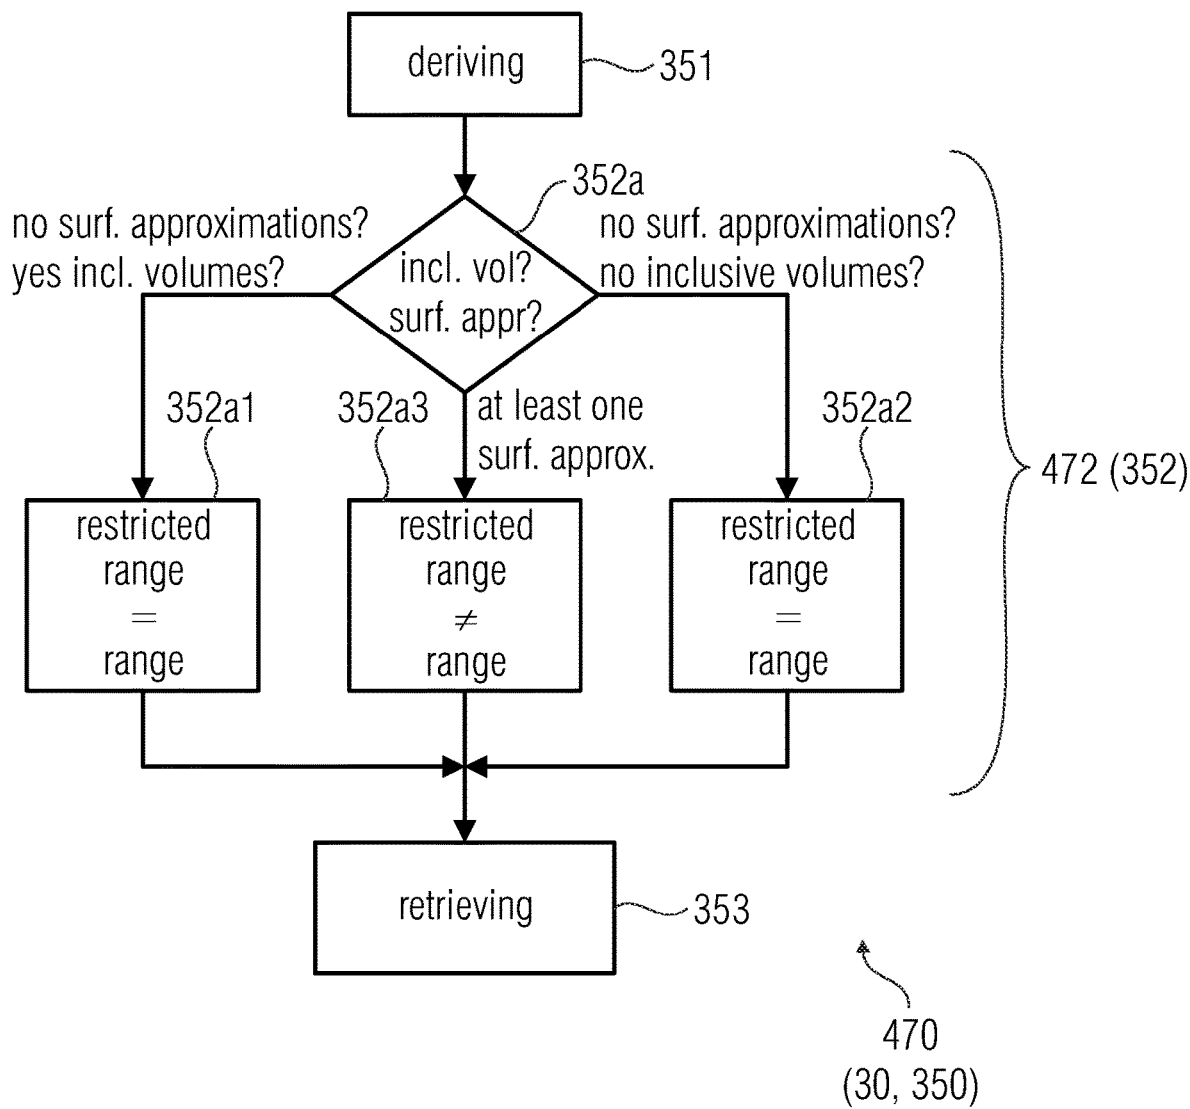 deriving
351
352a
no surf. approximations?
yes incl. volumes?
incl. vol?
surf. appr?
no surf. approximations?
no inclusive volumes?
352a1
352a3
at least one
surf. approx.
352a2
472 (352)
restricted
range
=
range
restricted
range
≠
range
restricted
range
=
range
retrieving
353
470
(30, 350)